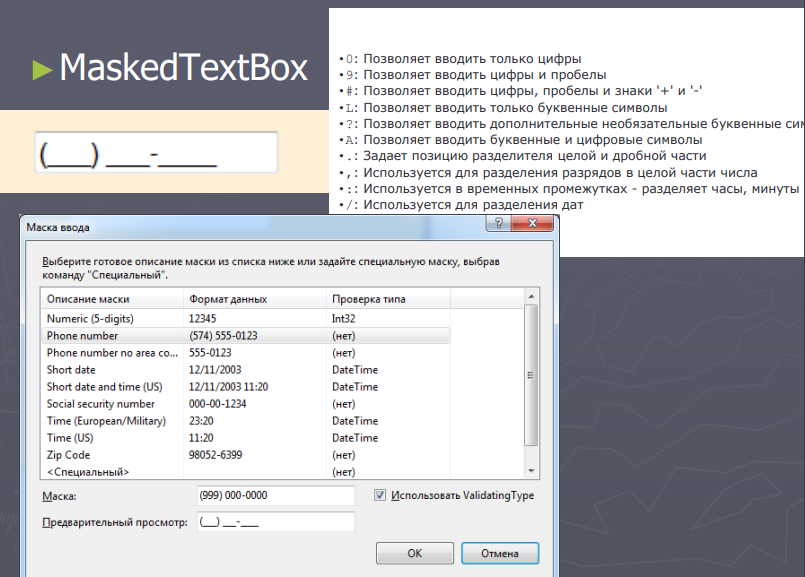 ►MaskedTextBox
(___) ___-____
•0: Позволяет вводить только цифры
•9: Позволяет вводить цифры и пробелы
•#: Позволяет вводить цифры, пробелы и знаки '+' и '-'
•L: Позволяет вводить только буквенные символы
•?: Позволяет вводить дополнительные необязательные буквенные сим
•A: Позволяет вводить буквенные и цифровые символы
•.: Задает позицию разделителя целой и дробной части
•,: Используется для разделения разрядов в целой части числа
•:: Используется в временных промежутках - разделяет часы, минуты
•/: Используется для разделения дат
Маска ввода
Выберите готовое описание маски из списка ниже или задайте специальную маску, выбрав
команду "Специальный".
Описание маски Формат данных Проверка типа
Numeric (5-digits) 12345 Int32
Phone number (574) 555-0123 (нет)
Phone number no area co... 555-0123 (нет)
Short date 12/11/2003 DateTime
Short date and time (US) 12/11/2003 11:20 DateTime
Social security number 000-00-1234 (нет)
Time (European/Military) 23:20 DateTime
Time (US) 11:20 DateTime
Zip Code 98052-6399 (нет)
<Специальный> (нет)
Маска: (999) 000-0000 Использовать ValidatingType
Предварительный просмотр: (___) ___-____
ОК Отмена